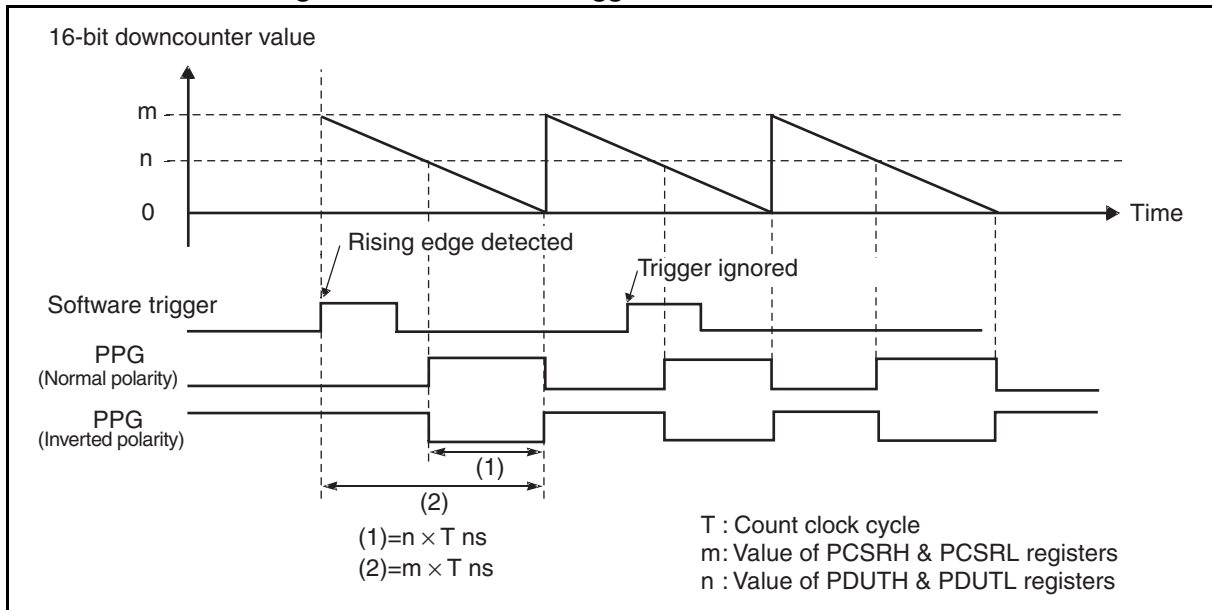 16-bit downcounter value
m
n
0
Time
Rising edge detected
Trigger ignored
Software trigger
PPG
(Normal polarity)
PPG
(Inverted polarity)
(1)
(2)
(1)=n × T ns
(2)=m × T ns
T : Count clock cycle
m: Value of PCSRH & PCSRL registers
n : Value of PDUTH & PDUTL registers